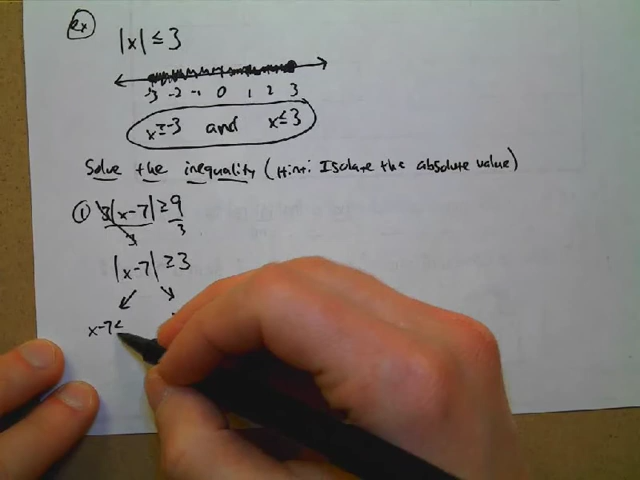 Ex
|x| ≤ 3
-3 -2 -1 0 1 2 3
x ≥ -3 and x ≤ 3
Solve the inequality (Hint: Isolate the absolute value)
① 3|x-7| ≥ 9
3 3
|x-7| ≥ 3
x-7 ≤